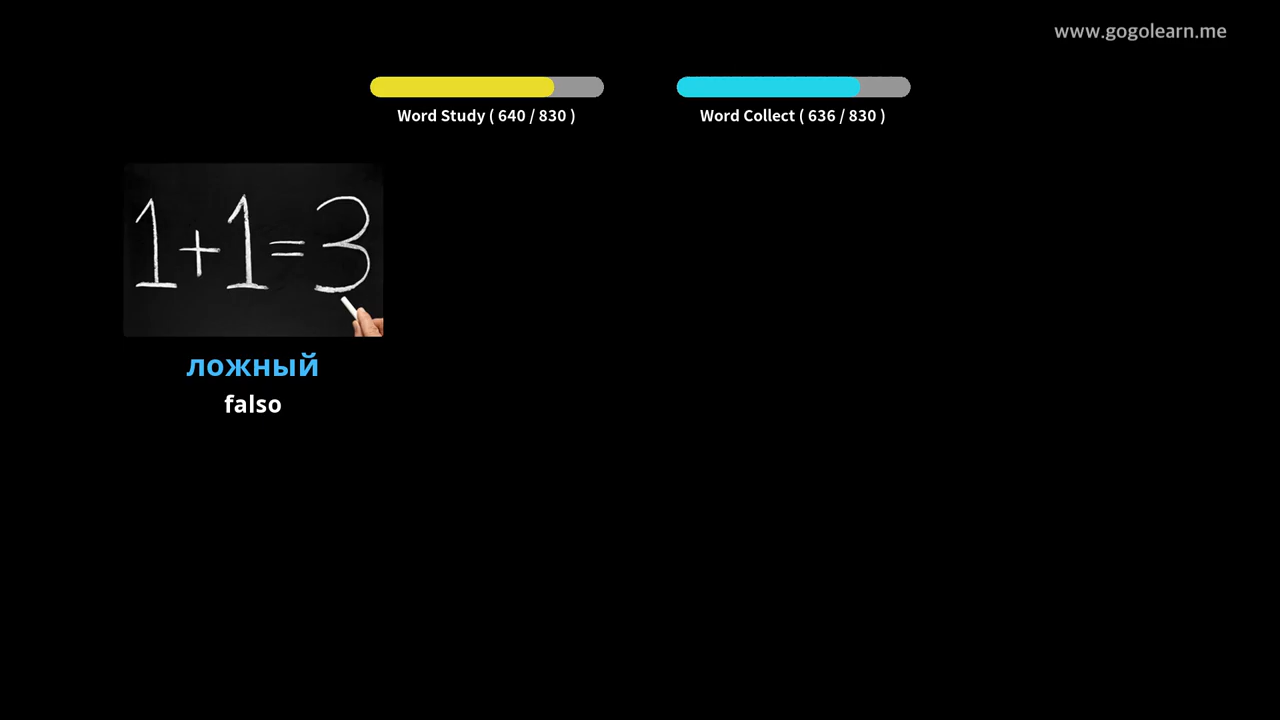 www.gogolearn.me
Word Study ( 640 / 830 )
Word Collect ( 636 / 830 )
1+1=3
ложный
falso